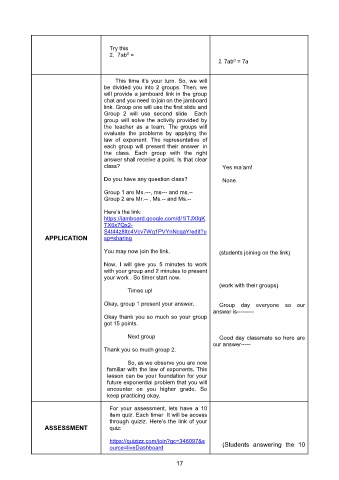 Try this
2. 7ab⁰ =
2. 7ab⁰ = 7a
APPLICATION
This time it's your turn. So, we will
be divided you into 2 groups. Then, we
will provide a jamboard link in the group
chat and you need to join on the jamboard
link. Group one will use the first slide and
Group 2 will use second slide. Each
group will solve the activity provided by
the teacher as a team. The groups will
evaluate the problems by applying the
law of exponent. The representative of
each group will present their answer in
the class. Each group with the right
answer shall receive a point. Is that clear
class?
Yes ma'am!
Do you have any question class?
None.
Group 1 are Ms.---, ms--- and ms.--
Group 2 are Mr.-- , Ms.-- and Ms.--
Here's the link:
https://jamboard.google.com/d/
sp=sharing
You may now join the link.
(students joining on the link)
Now, I will give you 5 minutes to work
with your group and 2 minutes to present
your work . So timer start now.
(work with their groups)
Times up!
Okay, group 1 present your answer.
Group day everyone so our
answer is---------
Okay thank you so much so your group
got 15 points.
Next group
Good day classmate so here are
our answer-----
Thank you so much group 2.
So, as we observe you are now
familiar with the law of exponents. This
lesson can be your foundation for your
future exponential problem that you will
encounter on you higher grade. So
keep practicing okay.
ASSESSMENT
For your assessment, lets have a 10
item quiz. Each timer It will be access
through quiziz. Here's the link of your
quiz:
https://quizizz.com/join?gc=346097&s
ource=liveDashboard
(Students answering the 10
17